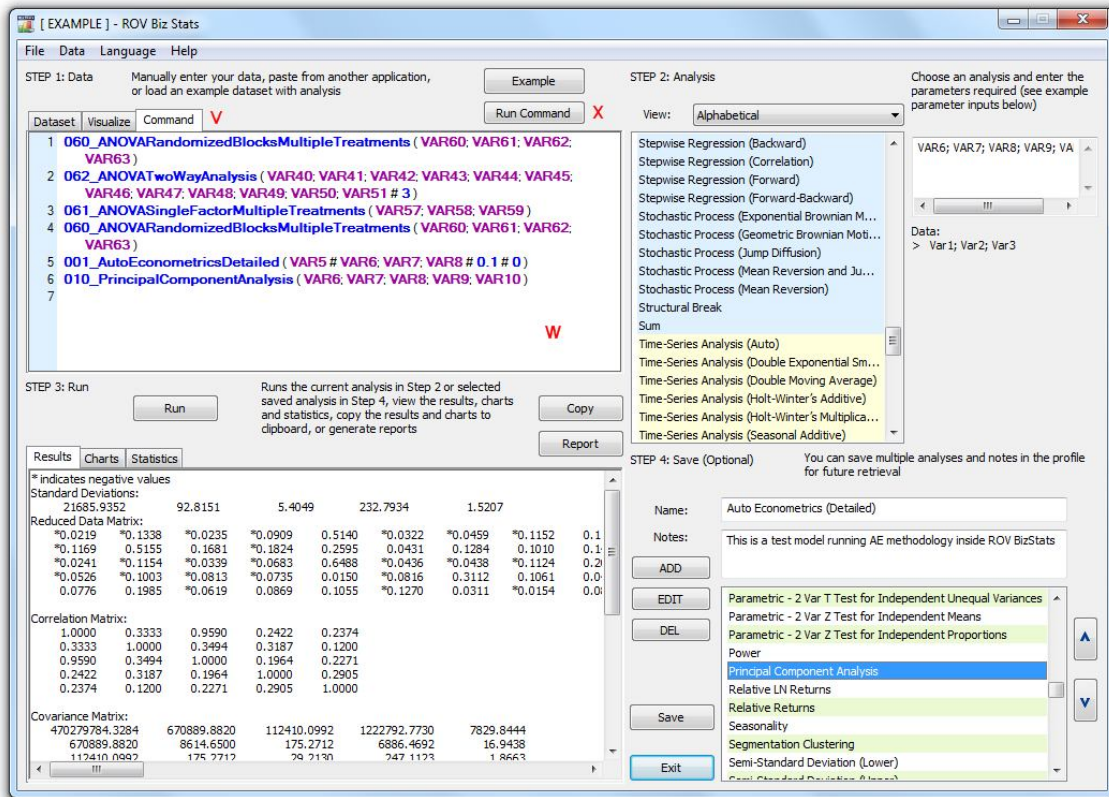 [ EXAMPLE ] - ROV Biz Stats
File Data Language Help
STEP 1: Data
Manually enter your data, paste from another application,
or load an example dataset with analysis
Example
Run Command X
Dataset Visualize Command V
1 060_ANOVARandomizedBlocksMultipleTreatments ( VAR60; VAR61; VAR62;
VAR63 )
2 062_ANOVATwoWayAnalysis ( VAR40; VAR41; VAR42; VAR43; VAR44; VAR45;
VAR46; VAR47; VAR48; VAR49; VAR50; VAR51 # 3 )
3 061_ANOVASingleFactorMultipleTreatments ( VAR57; VAR58; VAR59 )
4 060_ANOVARandomizedBlocksMultipleTreatments ( VAR60; VAR61; VAR62;
VAR63 )
5 001_AutoEconometricsDetailed ( VAR5 # VAR6; VAR7; VAR8 # 0.1 # 0 )
6 010_PrincipalComponentAnalysis ( VAR6; VAR7; VAR8; VAR9; VAR10 )
7
W
STEP 2: Analysis
View: Alphabetical
Stepwise Regression (Backward)
Stepwise Regression (Correlation)
Stepwise Regression (Forward)
Stepwise Regression (Forward-Backward)
Stochastic Process (Exponential Brownian M...
Stochastic Process (Geometric Brownian Moti...
Stochastic Process (Jump Diffusion)
Stochastic Process (Mean Reversion and Ju...
Stochastic Process (Mean Reversion)
Structural Break
Sum
Time-Series Analysis (Auto)
Time-Series Analysis (Double Exponential Sm...
Time-Series Analysis (Double Moving Average)
Time-Series Analysis (Holt-Winter's Additive)
Time-Series Analysis (Holt-Winter's Multiplica...
Time-Series Analysis (Seasonal Additive)
Choose an analysis and enter the
parameters required (see example
parameter inputs below)
VAR6; VAR7; VAR8; VAR9; VA
Data:
> Var1; Var2; Var3
STEP 3: Run
Run
Runs the current analysis in Step 2 or selected
saved analysis in Step 4, view the results, charts
and statistics, copy the results and charts to
clipboard, or generate reports
Copy
Report
Results Charts Statistics
* indicates negative values
Standard Deviations:
21685.9352 92.8151 5.4049 232.7934 1.5207
Reduced Data Matrix:
*0.0219 *0.1338 *0.0235 *0.0909 0.5140 *0.0322 *0.0459 *0.1152 0.1
*0.1169 0.5155 0.1681 *0.1824 0.2595 0.0431 0.1284 0.1010
*0.0241 *0.1154 *0.0339 *0.0683 0.6488 *0.0436 *0.0438 *0.1124
*0.0526 *0.1003 *0.0813 *0.0735 0.0150 *0.0816 0.3112 0.1061
0.0776 0.1985 *0.0619 0.0869 0.1055 *0.1270 0.0311 *0.0154
Correlation Matrix:
1.0000 0.3333 0.9590 0.2422 0.2374
0.3333 1.0000 0.3494 0.3187 0.1200
0.9590 0.3494 1.0000 0.1964 0.2271
0.2422 0.3187 0.1964 1.0000 0.2905
0.2374 0.1200 0.2271 0.2905 1.0000
Covariance Matrix:
470279784.3284 670889.8820 112410.0992 1222792.7730 7829.8444
670889.8820 8614.6500 175.2712 6886.4692 16.9438
112410.0992 175.2712 29.2130 247.1123 1.8663
STEP 4: Save (Optional)
You can save multiple analyses and notes in the profile
for future retrieval
Name: Auto Econometrics (Detailed)
Notes: This is a test model running AE methodology inside ROV BizStats
ADD
EDIT
DEL
Save
Exit
Parametric - 2 Var T Test for Independent Unequal Variances
Parametric - 2 Var Z Test for Independent Means
Parametric - 2 Var Z Test for Independent Proportions
Power
Principal Component Analysis
Relative LN Returns
Relative Returns
Seasonality
Segmentation Clustering
Semi-Standard Deviation (Lower)
Semi-Standard Deviation (Upper)